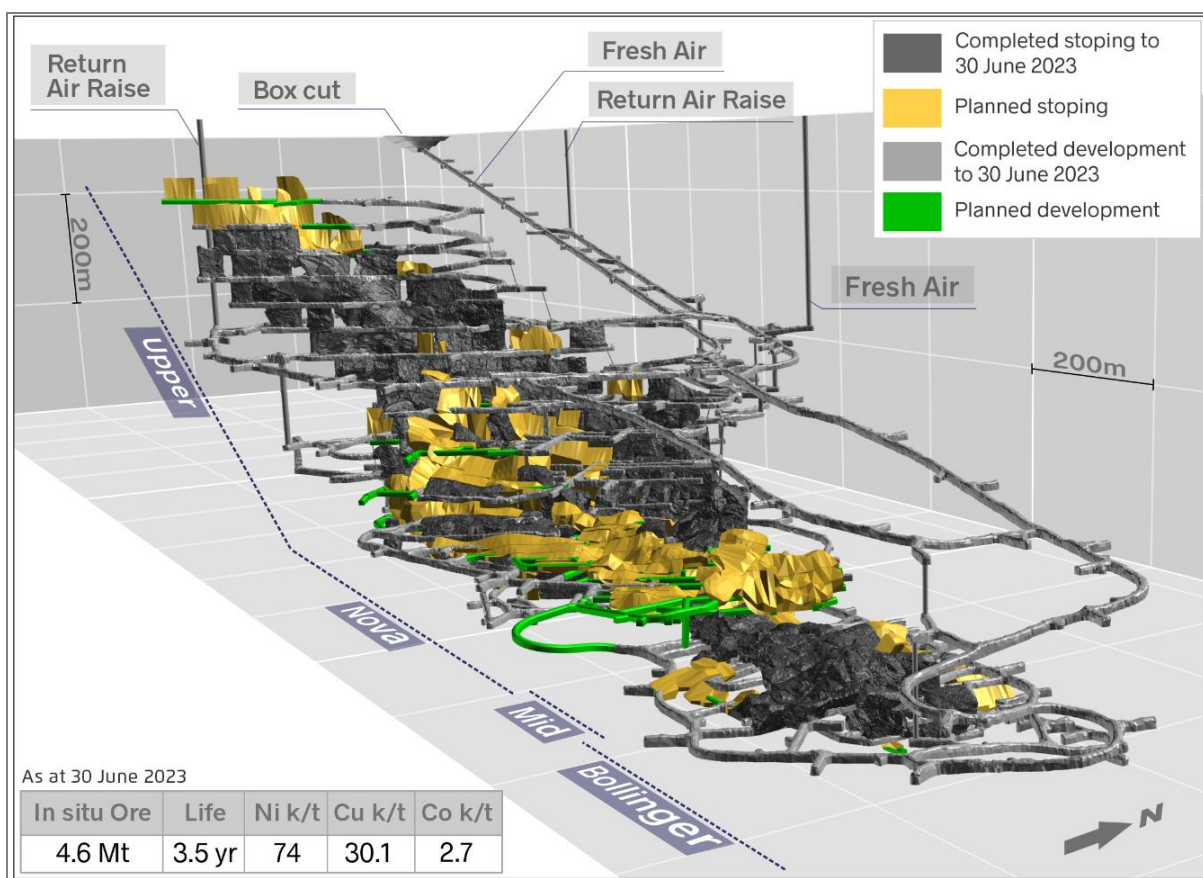 Return
Air Raise
Box cut
Fresh Air
Return Air Raise
Completed stoping to
30 June 2023
Planned stoping
Completed development
to 30 June 2023
Planned development
200m
Fresh Air
200m
Upper
Nova
Mid
Bollinger
N
As at 30 June 2023
In situ Ore Life Ni k/t Cu k/t Co k/t
4.6 Mt 3.5 yr 74 30.1 2.7